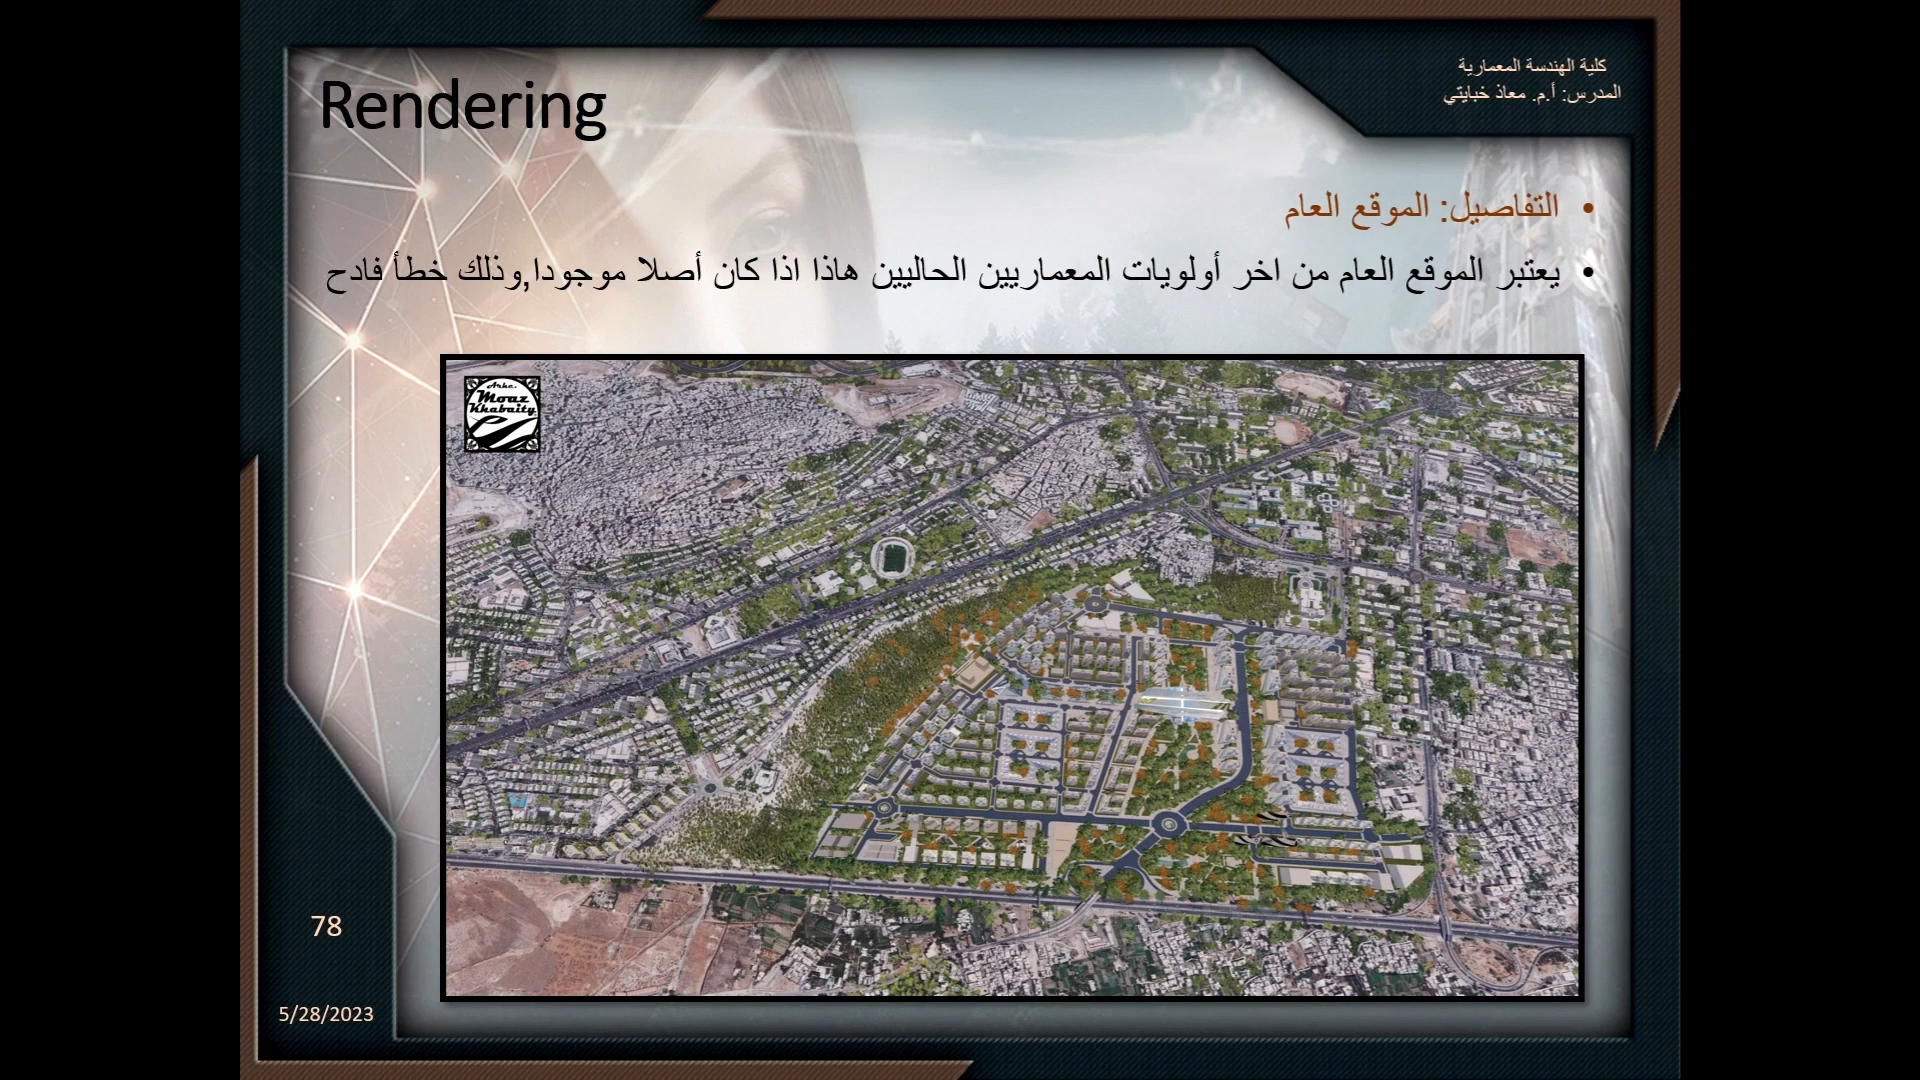 كلية الهندسة المعمارية
المدرس: أ.م. معاذ خبايتي
Rendering
• التفاصيل: الموقع العام
• يعتبر الموقع العام من اخر أولويات المعماريين الحاليين هاذا اذا كان أصلا موجودا,وذلك خطأ فادح
Arhc.
Moaz
Khabaity
78
5/28/2023